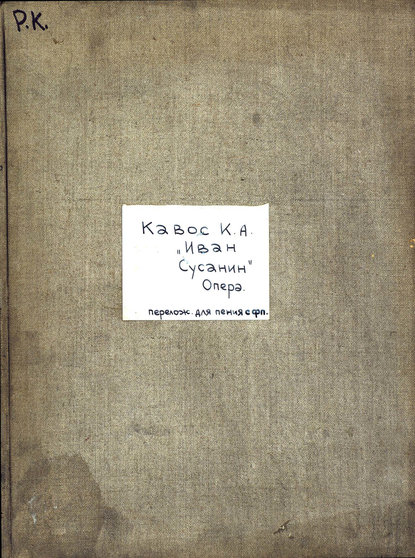 Р.К.
Кавос К.А.
„Иван
Сусанин"
Опера.
перелож. для пения с фп.